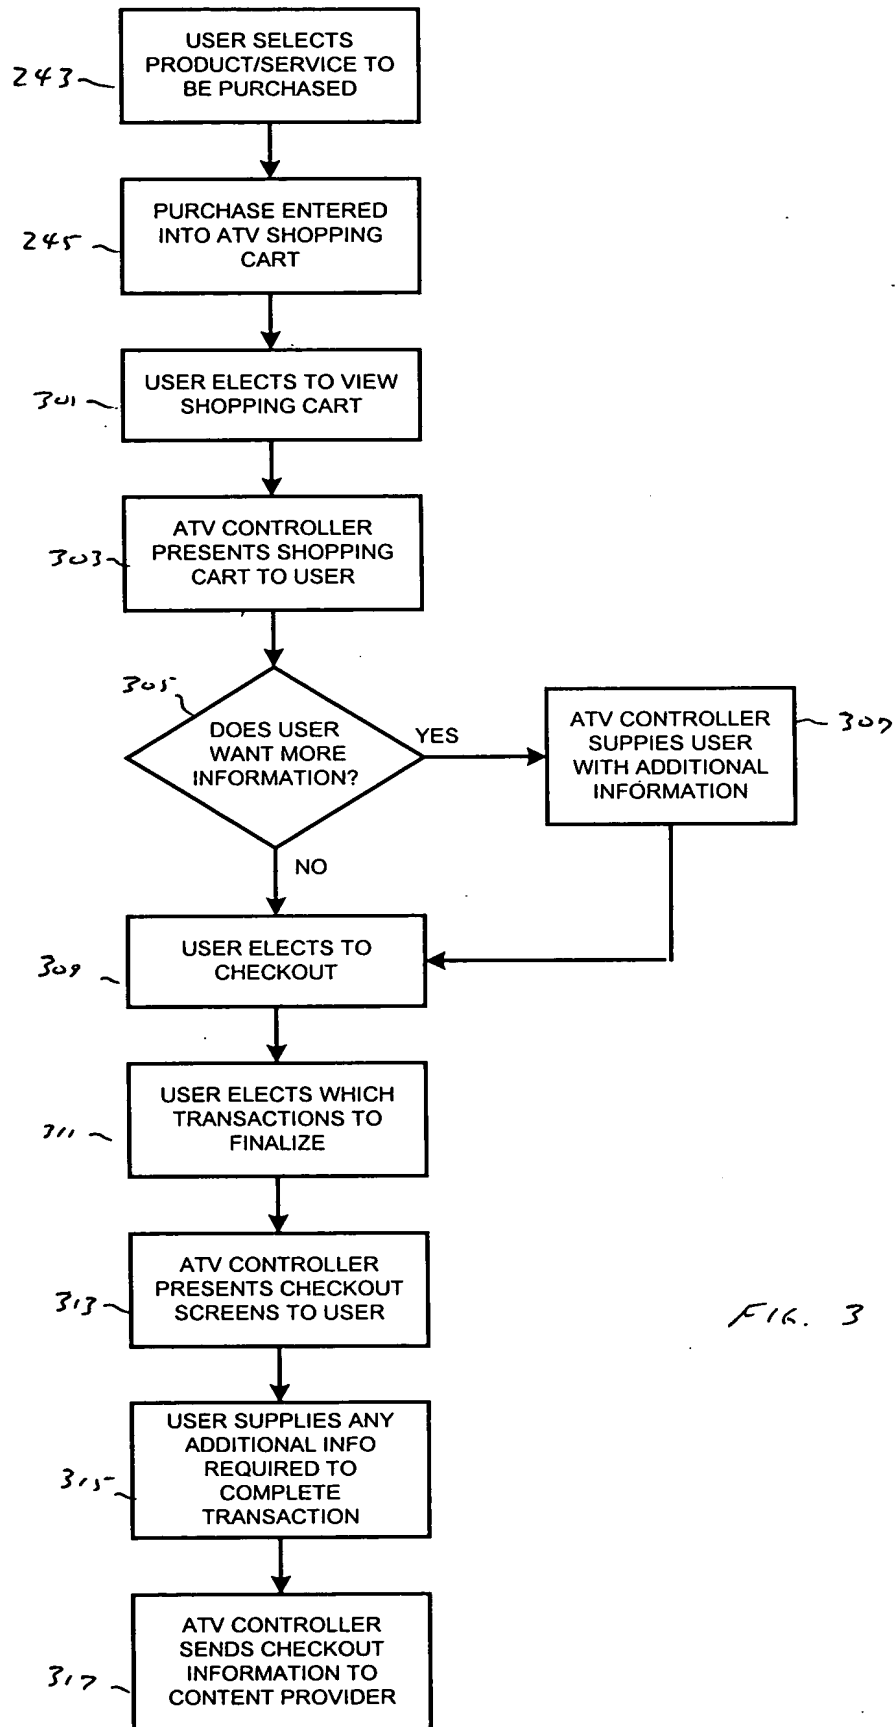 USER SELECTS
PRODUCT/SERVICE TO
BE PURCHASED
243
PURCHASE ENTERED
INTO ATV SHOPPING
CART
245
USER ELECTS TO VIEW
SHOPPING CART
301
ATV CONTROLLER
PRESENTS SHOPPING
CART TO USER
303
305
DOES USER
WANT MORE
INFORMATION?
YES
ATV CONTROLLER
SUPPIES USER
WITH ADDITIONAL
INFORMATION
307
NO
USER ELECTS TO
CHECKOUT
309
USER ELECTS WHICH
TRANSACTIONS TO
FINALIZE
311
ATV CONTROLLER
PRESENTS CHECKOUT
SCREENS TO USER
313
FIG. 3
USER SUPPLIES ANY
ADDITIONAL INFO
REQUIRED TO
COMPLETE
TRANSACTION
315
ATV CONTROLLER
SENDS CHECKOUT
INFORMATION TO
CONTENT PROVIDER
317